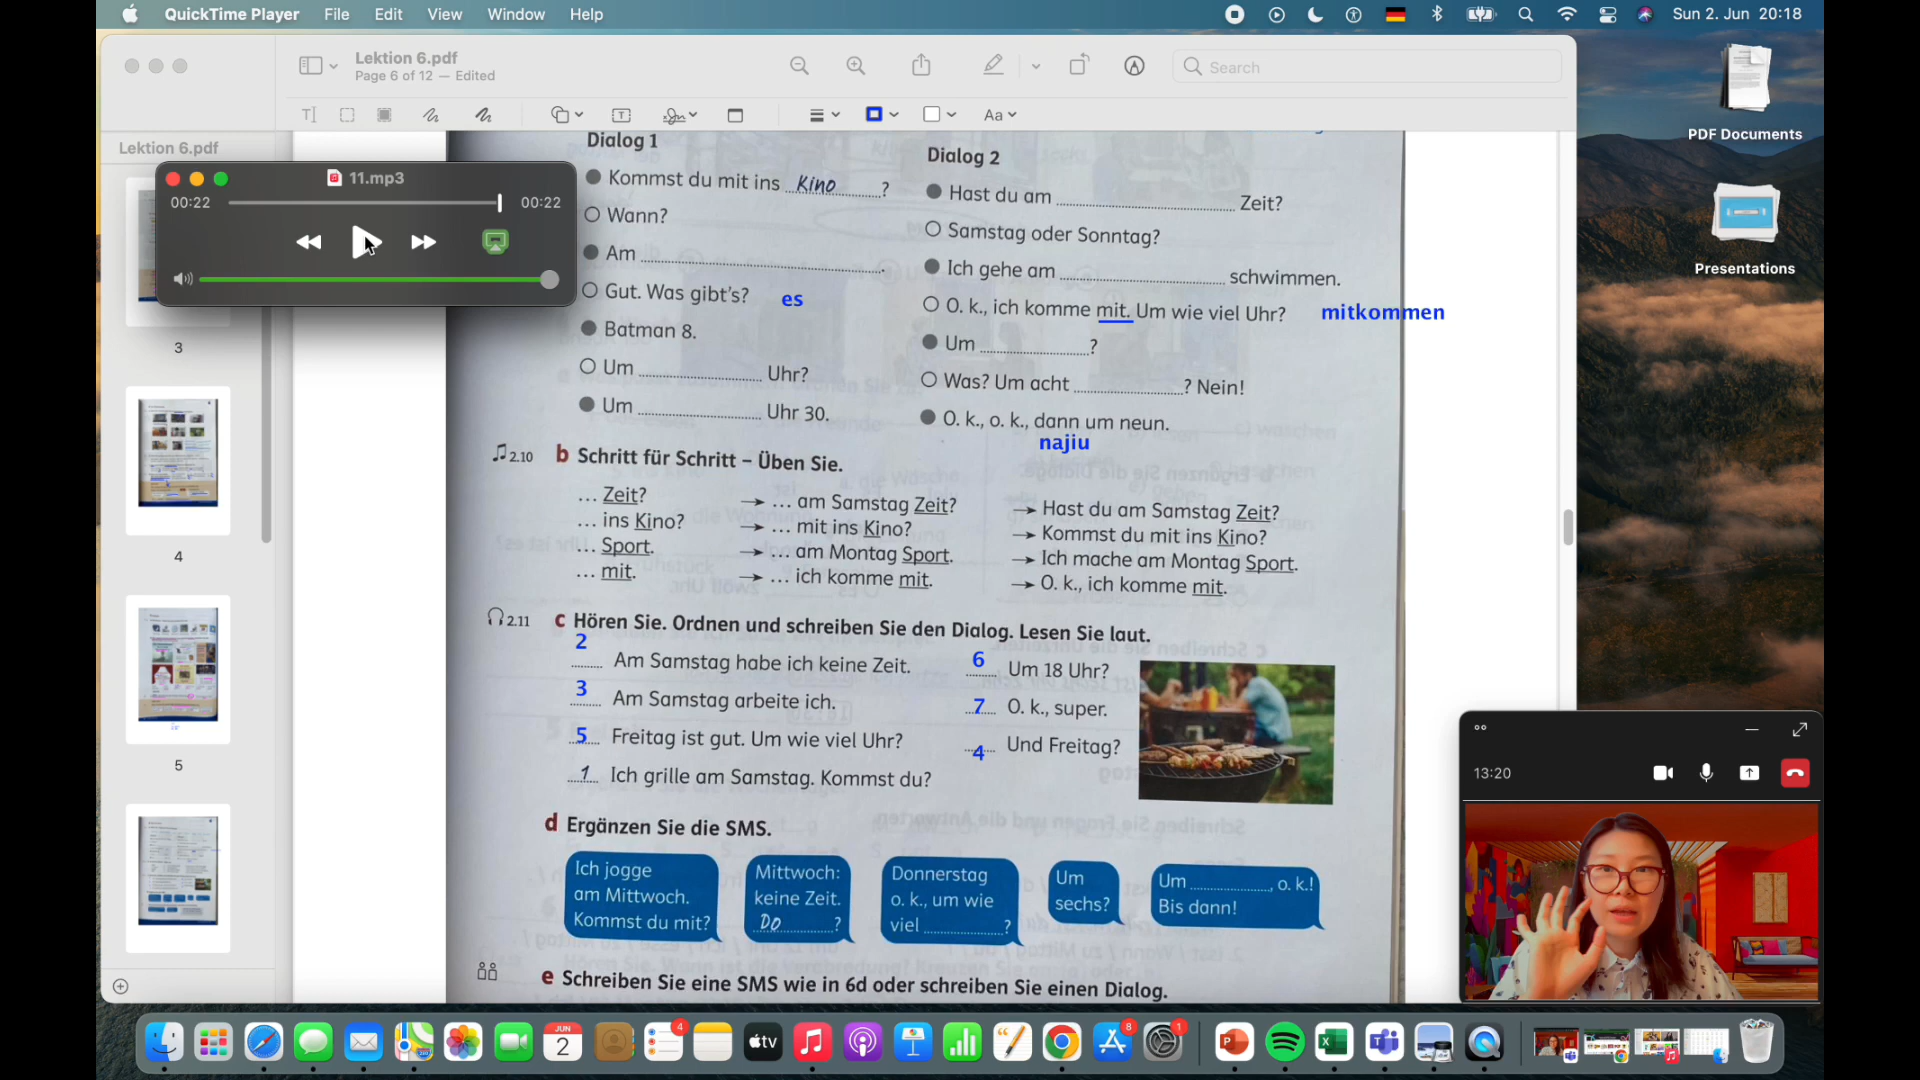 QuickTime Player File Edit View Window Help
Sun 2. Jun 20:18
Lektion 6.pdf
Page 6 of 12 — Edited
Search
Aa
PDF Documents
Presentations
Lektion 6.pdf
11.mp3
00:22
00:22
3
4
5
Dialog 1
Kommst du mit ins Kino ?
Wann?
Am .
Gut. Was gibt's? es
Batman 8.
Um Uhr?
Um Uhr 30.
Dialog 2
Hast du am Zeit?
Samstag oder Sonntag?
Ich gehe am schwimmen.
O. k., ich komme mit. Um wie viel Uhr? mitkommen
Um ?
Was? Um acht ? Nein!
O. k., o. k., dann um neun.
najiu
2.10 b Schritt für Schritt – Üben Sie.
... Zeit? → ... am Samstag Zeit? → Hast du am Samstag Zeit?
... ins Kino? → ... mit ins Kino? → Kommst du mit ins Kino?
... Sport. → ... am Montag Sport. → Ich mache am Montag Sport.
... mit. → ... ich komme mit. → O. k., ich komme mit.
2.11 c Hören Sie. Ordnen und schreiben Sie den Dialog. Lesen Sie laut.
2 Am Samstag habe ich keine Zeit.
3 Am Samstag arbeite ich.
5 Freitag ist gut. Um wie viel Uhr?
1 Ich grille am Samstag. Kommst du?
6 Um 18 Uhr?
7 O. k., super.
4 Und Freitag?
d Ergänzen Sie die SMS.
Ich jogge
am Mittwoch.
Kommst du mit?
Mittwoch:
keine Zeit.
Do ?
Donnerstag
o. k., um wie
viel ?
Um
sechs?
Um , o. k.!
Bis dann!
e Schreiben Sie eine SMS wie in 6d oder schreiben Sie einen Dialog.
13:20
JUN
2
4
tv
8
1